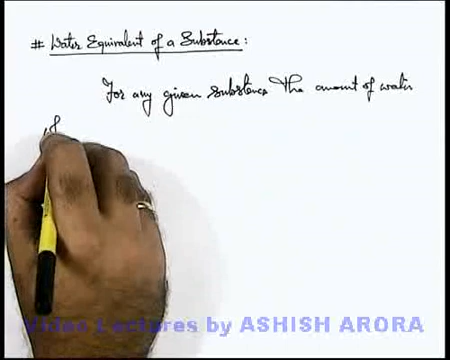 # Water Equivalent of a Substance :
For any given substance The amount of water
Video Lectures by ASHISH ARORA